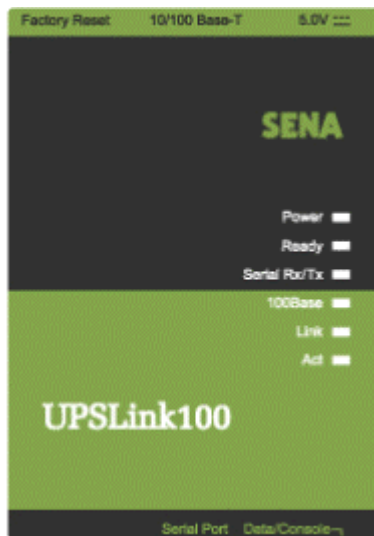 Factory Reset 10/100 Base-T 5.0V
SENA
Power
Ready
Serial Rx/Tx
100Base
Link
Act
UPSLink100
Serial Port Data/Console